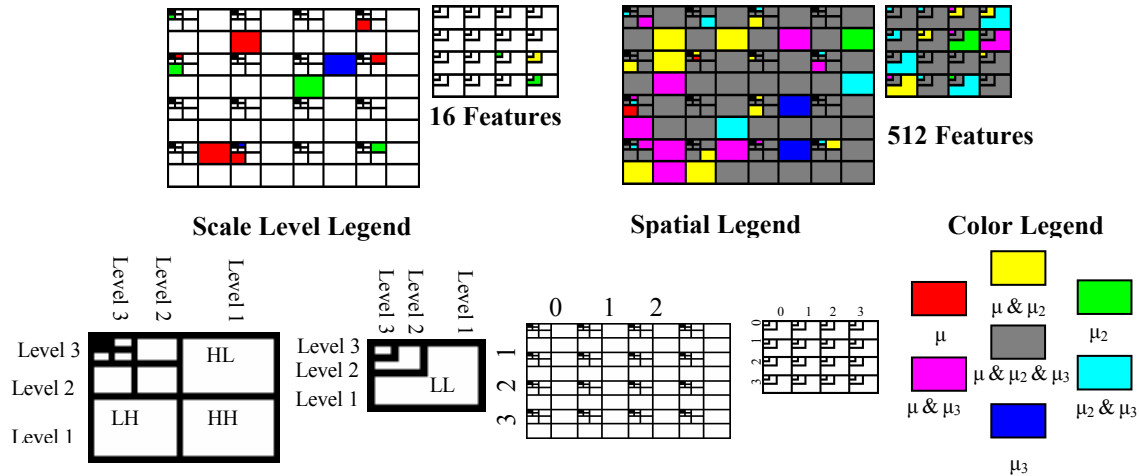 16 Features
512 Features
Scale Level Legend
Spatial Legend
Color Legend
Level 3
Level 2
Level 1
Level 3
Level 2
Level 1
HL
LH
HH
Level 3
Level 2
Level 1
Level 3
Level 2
Level 1
LL
0 1 2
1
2
3
0 1 2 3
0
1
2
3
μ & μ2
μ
μ2
μ & μ2 & μ3
μ & μ3
μ2 & μ3
μ3